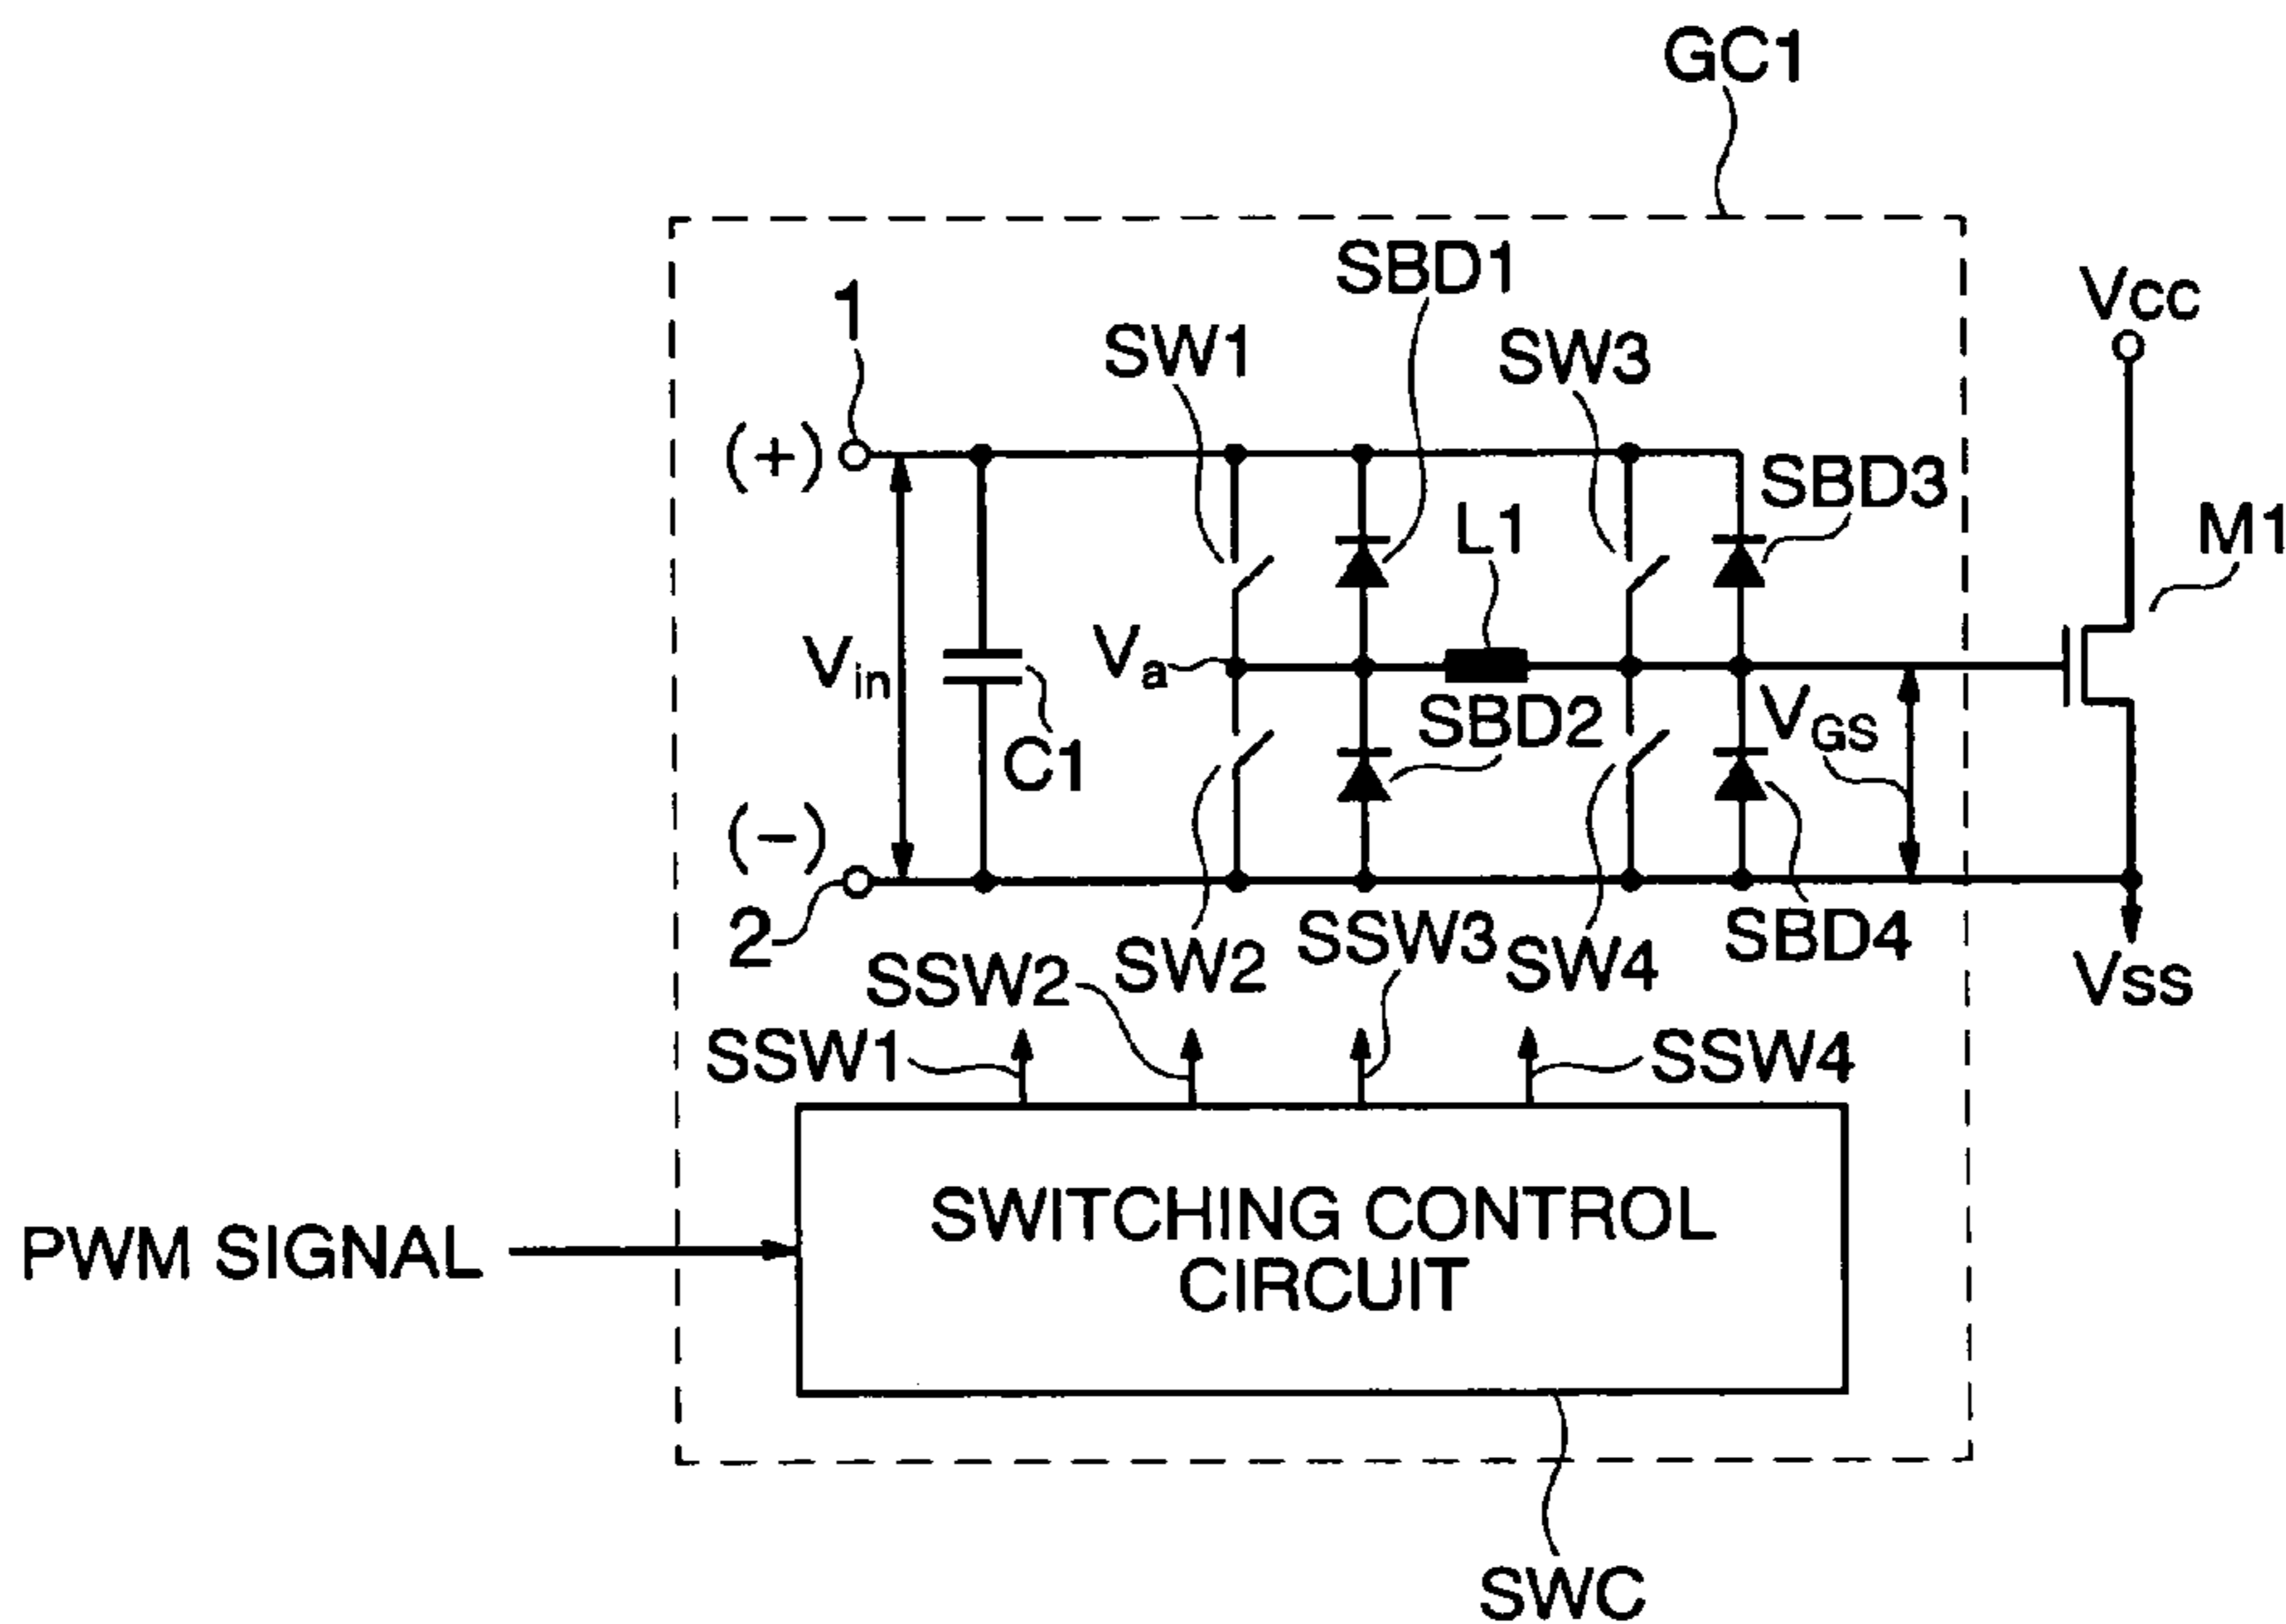 GC1
SBD1
1
SW1
SW3
Vcc
(+)
SBD3
L1
M1
Vin
Va
SBD2
VGS
C1
(-)
2
SSW2
SW2
SSW3
SW4
SBD4
Vss
SSW1
SSW4
SWITCHING CONTROL
CIRCUIT
PWM SIGNAL
SWC